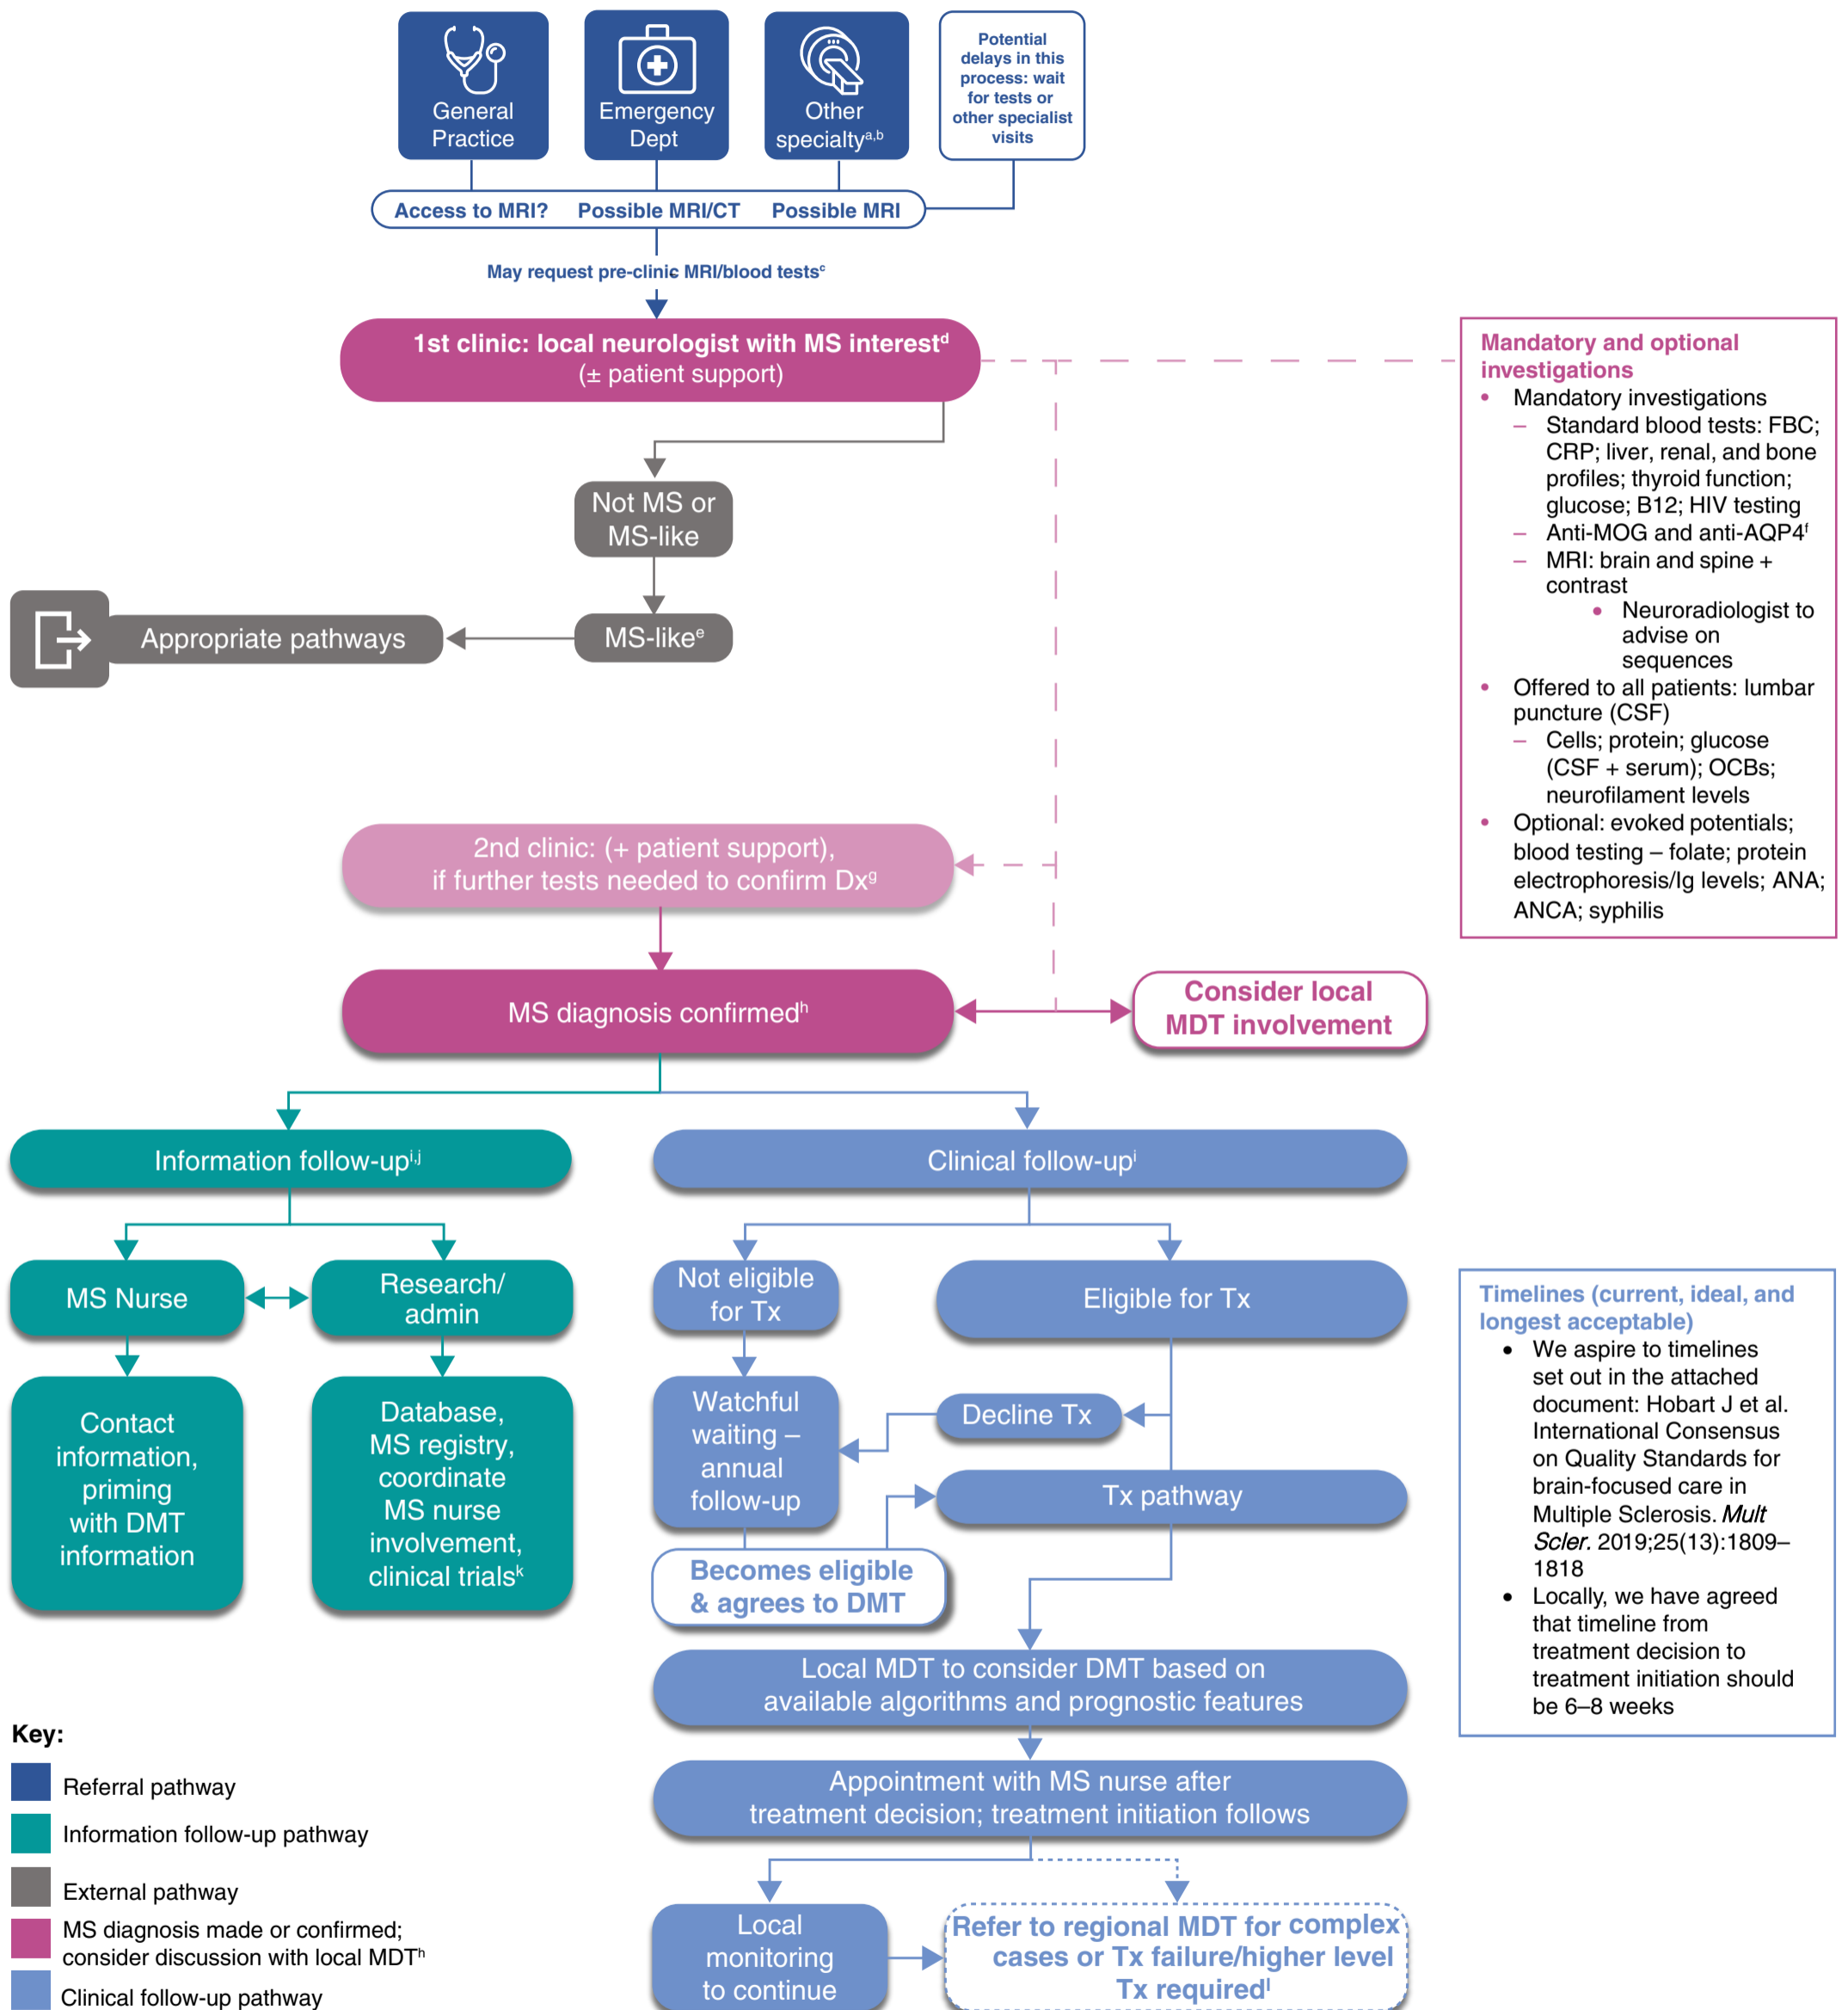 General
Practice
Emergency
Dept
Other
specialtyᵃ,ᵇ
Potential
delays in this
process: wait
for tests or
other specialist
visits
Access to MRI? Possible MRI/CT Possible MRI
May request pre-clinic MRI/blood testsᶜ
1st clinic: local neurologist with MS interestᵈ
(± patient support)
Not MS or
MS-like
MS-likeᵉ
Appropriate pathways
Mandatory and optional
investigations
• Mandatory investigations
– Standard blood tests: FBC;
CRP; liver, renal, and bone
profiles; thyroid function;
glucose; B12; HIV testing
– Anti-MOG and anti-AQP4ᶠ
– MRI: brain and spine +
contrast
• Neuroradiologist to
advise on
sequences
• Offered to all patients: lumbar
puncture (CSF)
– Cells; protein; glucose
(CSF + serum); OCBs;
neurofilament levels
• Optional: evoked potentials;
blood testing – folate; protein
electrophoresis/Ig levels; ANA;
ANCA; syphilis
2nd clinic: (+ patient support),
if further tests needed to confirm Dxᵍ
MS diagnosis confirmedʰ
Consider local
MDT involvement
Information follow-upⁱ,ʲ
Clinical follow-upⁱ
MS Nurse
Research/
admin
Contact
information,
priming
with DMT
information
Database,
MS registry,
coordinate
MS nurse
involvement,
clinical trialsᵏ
Not eligible
for Tx
Eligible for Tx
Watchful
waiting –
annual
follow-up
Decline Tx
Tx pathway
Becomes eligible
& agrees to DMT
Timelines (current, ideal, and
longest acceptable)
• We aspire to timelines
set out in the attached
document: Hobart J et al.
International Consensus
on Quality Standards for
brain-focused care in
Multiple Sclerosis. Mult
Scler. 2019;25(13):1809–
1818
• Locally, we have agreed
that timeline from
treatment decision to
treatment initiation should
be 6–8 weeks
Local MDT to consider DMT based on
available algorithms and prognostic features
Appointment with MS nurse after
treatment decision; treatment initiation follows
Local
monitoring
to continue
Refer to regional MDT for complex
cases or Tx failure/higher level
Tx requiredˡ
Key:
Referral pathway
Information follow-up pathway
External pathway
MS diagnosis made or confirmed;
consider discussion with local MDTʰ
Clinical follow-up pathway